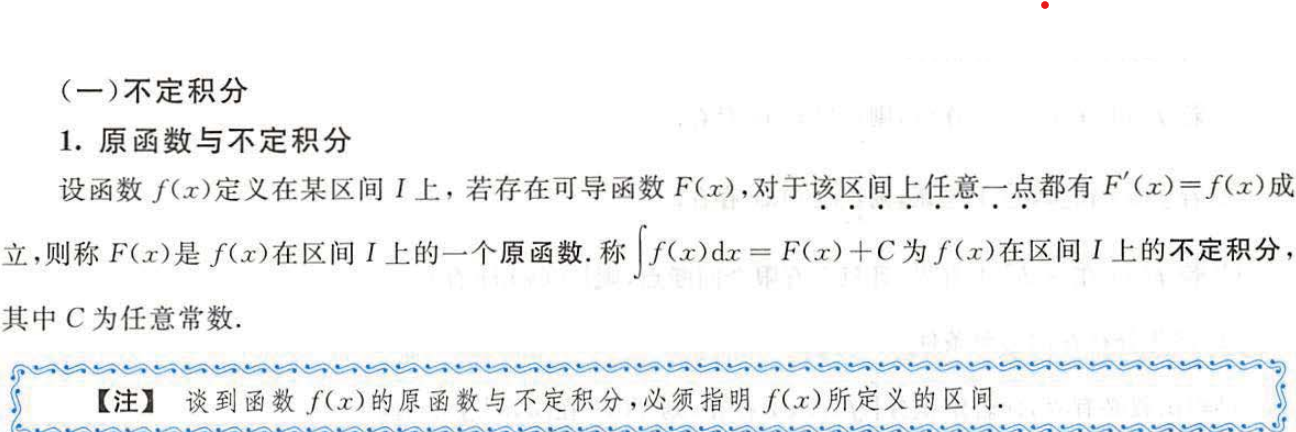 (一)不定积分
1. 原函数与不定积分
设函数 f(x)定义在某区间 I 上,若存在可导函数 F(x),对于该区间上任意一点都有 F′(x)=f(x)成
立,则称 F(x)是 f(x)在区间 I 上的一个原函数.称∫f(x)dx=F(x)+C 为 f(x)在区间 I 上的不定积分,
其中 C 为任意常数.
【注】 谈到函数 f(x)的原函数与不定积分,必须指明 f(x)所定义的区间.